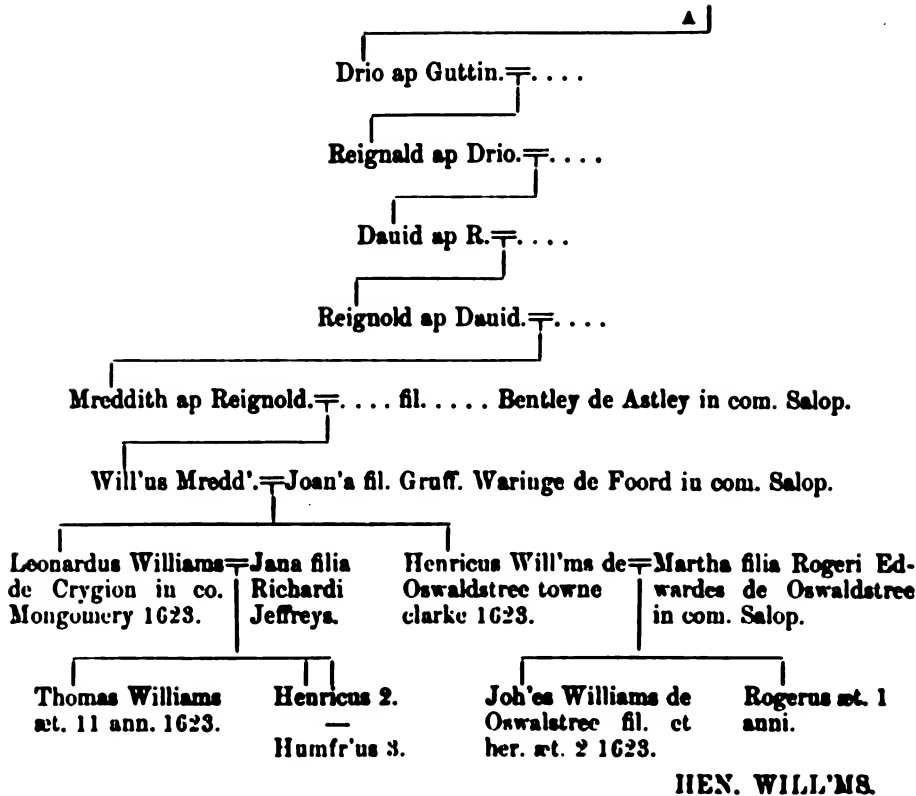 A
Drio ap Guttin.=. . . .
Reignald ap Drio.=. . . .
Dauid ap R.=. . . .
Reignold ap Dauid.=. . . .
Mreddith ap Reignold.=. . . . fil. . . . . Bentley de Astley in com. Salop.
Will'us Mredd'.=Joan'a fil. Gruff. Waringe de Foord in com. Salop.
Leonardus Williams=Jana filia
de Crygion in co. Richardi
Mongomery 1623. Jeffreys.
Henricus Will'ms de=Martha filia Rogeri Ed-
Oswaldstree towne wardes de Oswaldstree
clarke 1623. in com. Salop.
Thomas Williams
æt. 11 ann. 1623.
Henricus 2.
—
Humfr'us 3.
Joh'es Williams de
Oswalstree fil. et
her. æt. 2 1623.
Rogerus æt. 1
anni.
HEN. WILL'MS.